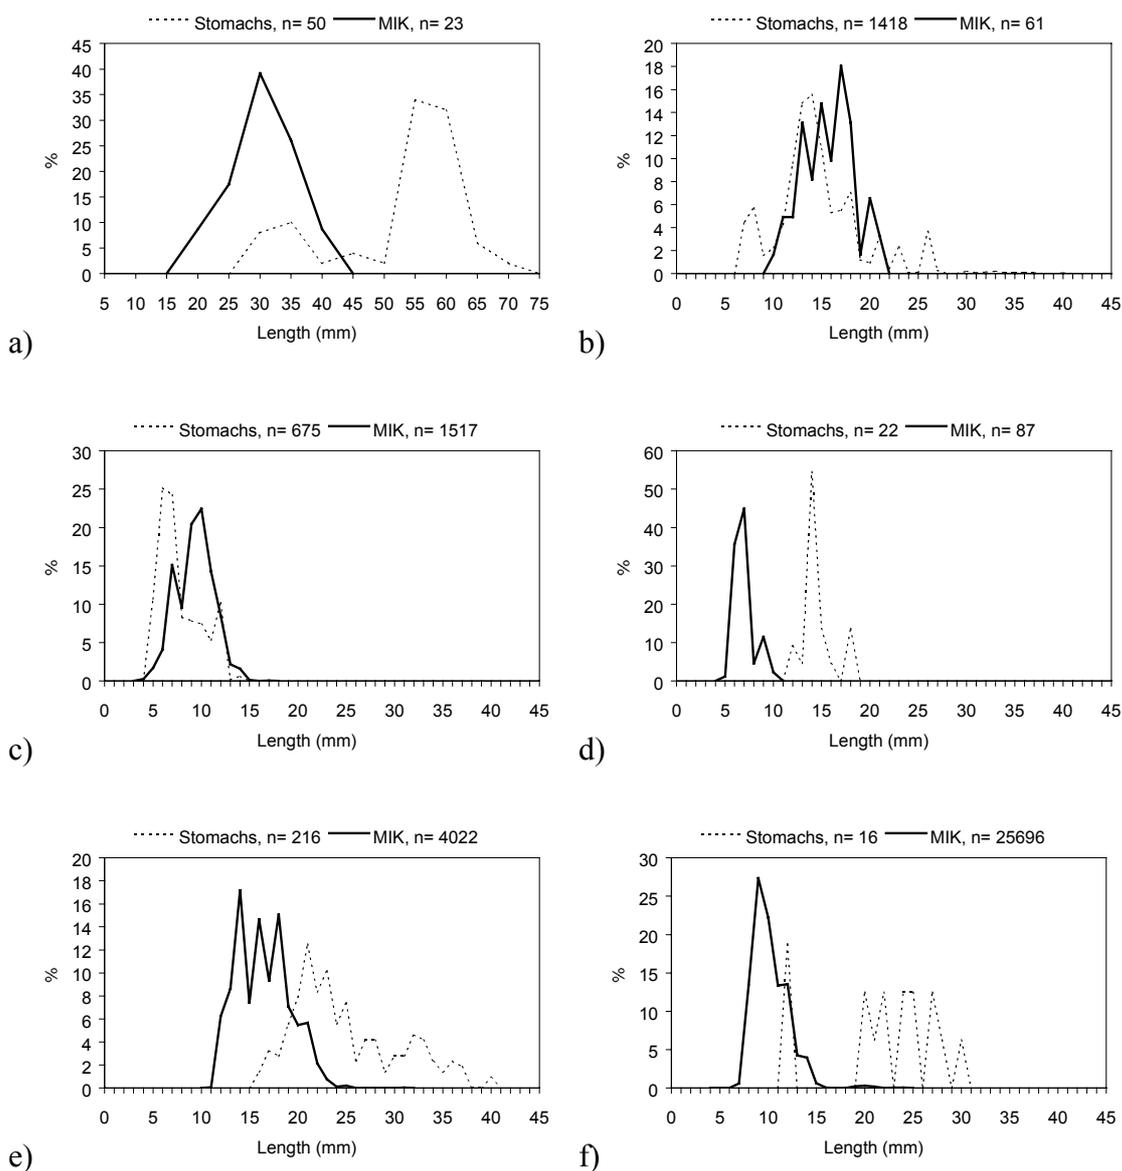 Stomachs, n= 50 MIK, n= 23
45
40
35
30
25
20
15
10
5
0
%
5 10 15 20 25 30 35 40 45 50 55 60 65 70 75
Length (mm)
a)
Stomachs, n= 1418 MIK, n= 61
20
18
16
14
12
10
8
6
4
2
0
%
0 5 10 15 20 25 30 35 40 45
Length (mm)
b)
Stomachs, n= 675 MIK, n= 1517
30
25
20
15
10
5
0
%
0 5 10 15 20 25 30 35 40 45
Length (mm)
c)
Stomachs, n= 22 MIK, n= 87
60
50
40
30
20
10
0
%
0 5 10 15 20 25 30 35 40 45
Length (mm)
d)
Stomachs, n= 216 MIK, n= 4022
20
18
16
14
12
10
8
6
4
2
0
%
0 5 10 15 20 25 30 35 40 45
Length (mm)
e)
Stomachs, n= 16 MIK, n= 25696
30
25
20
15
10
5
0
%
0 5 10 15 20 25 30 35 40 45
Length (mm)
f)